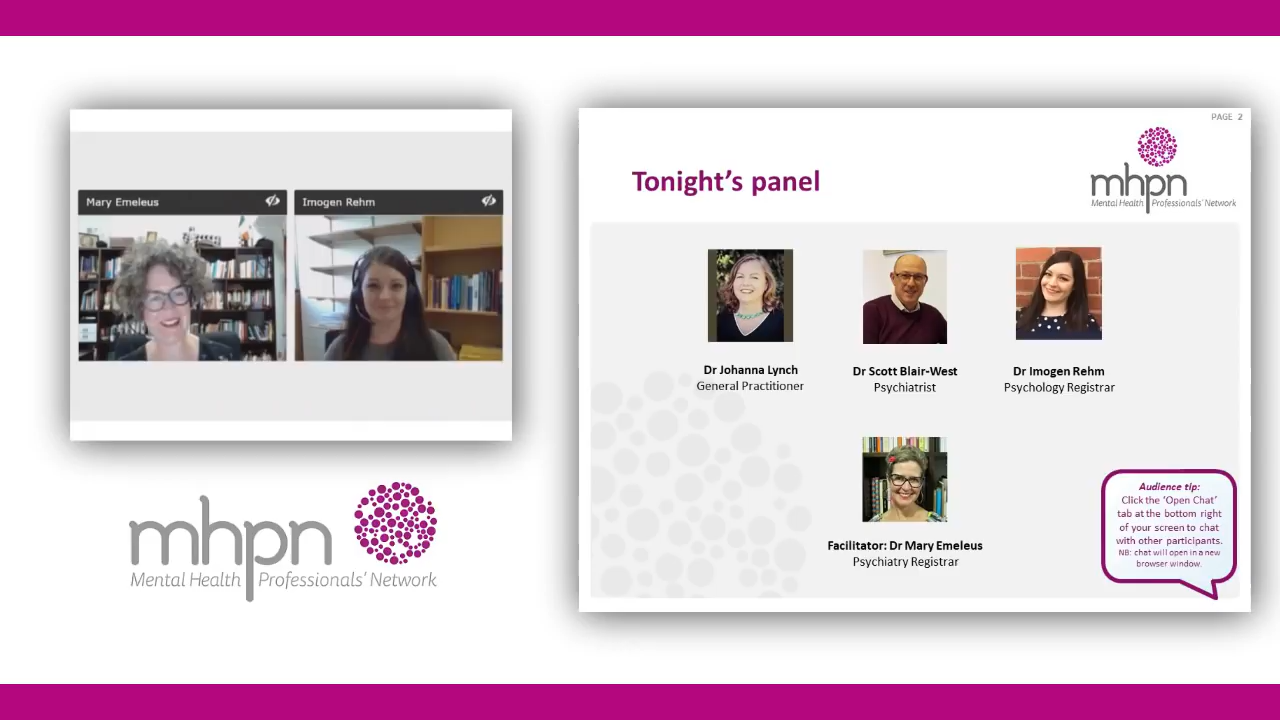 Mary Emeleus
Imogen Rehm
mhpn
Mental Health Professionals' Network
PAGE 2
Tonight's panel
mhpn
Mental Health Professionals' Network
Dr Johanna Lynch
General Practitioner
Dr Scott Blair-West
Psychiatrist
Dr Imogen Rehm
Psychology Registrar
Facilitator: Dr Mary Emeleus
Psychiatry Registrar
Audience tip:
Click the 'Open Chat'
tab at the bottom right
of your screen to chat
with other participants.
NB: chat will open in a new
browser window.